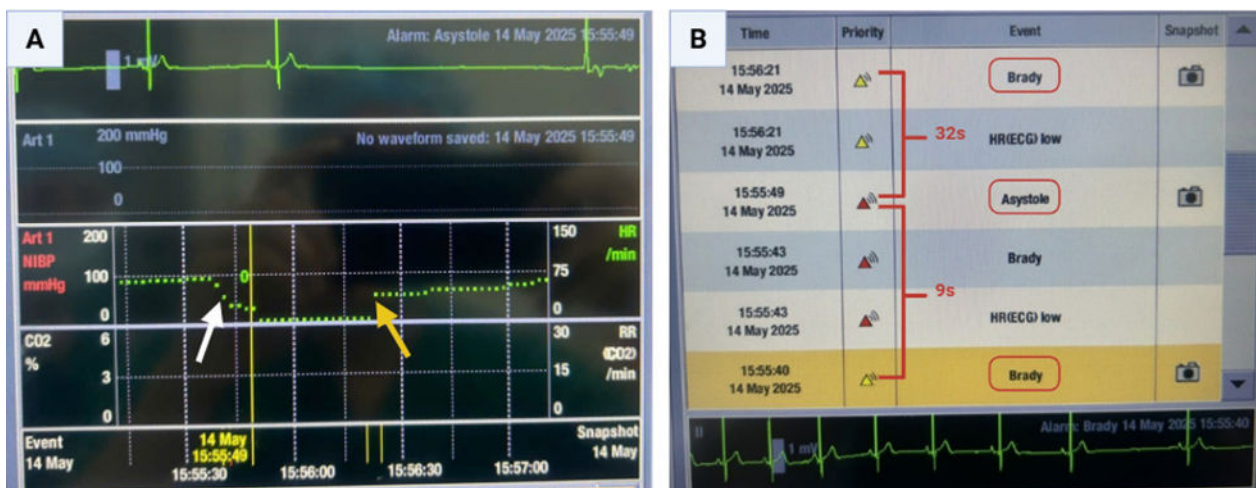 A
Alarm: Asystole 14 May 2025 15:55:49
1 mV
Art 1
200 mmHg
No waveform saved: 14 May 2025 15:55:49
100
0
Art 1
NIBP
mmHg
200
100
0
0
150
75
0
HR
/min
CO2
%
6
3
0
30
15
0
RR
(CO2)
/min
Event
14 May
14 May
15:55:49
15:55:30
15:56:00
15:56:30
15:57:00
Snapshot
14 May
B
Time Priority Event Snapshot
15:56:21
14 May 2025
Brady
32s
15:56:21
14 May 2025
HR(ECG) low
15:55:49
14 May 2025
Asystole
15:55:43
14 May 2025
Brady
9s
15:55:43
14 May 2025
HR(ECG) low
15:55:40
14 May 2025
Brady
II
1 mV
Alarm: Brady 14 May 2025 15:55:40